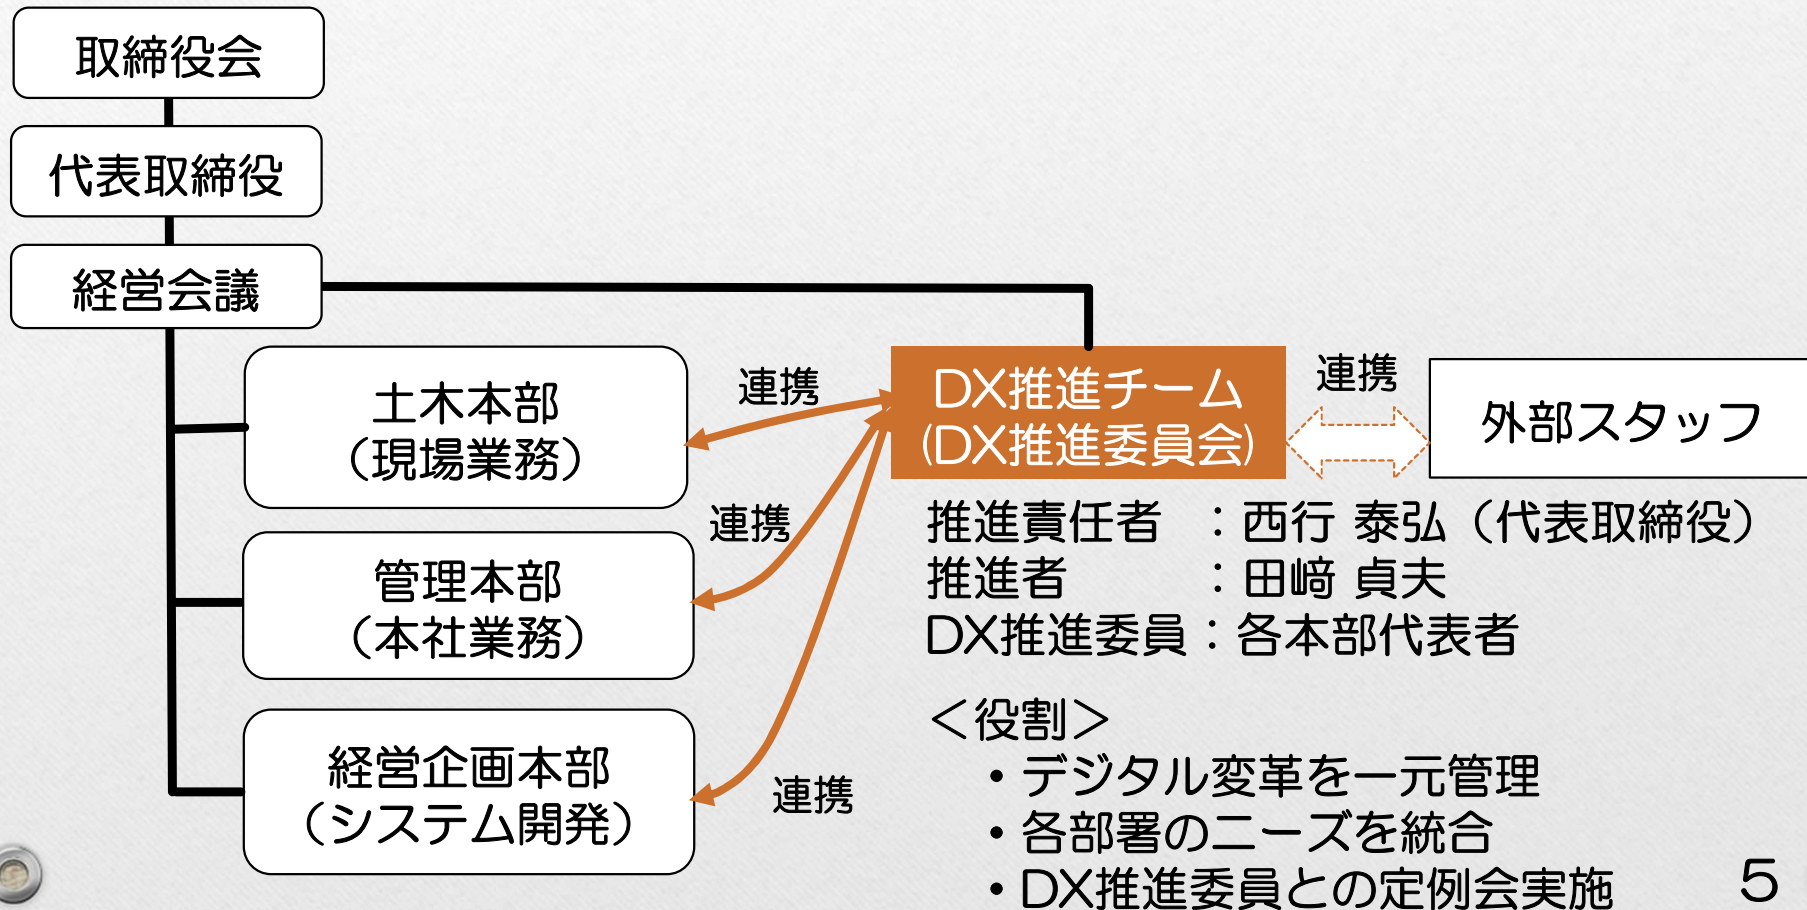 取締役会
代表取締役
経営会議
土木本部
（現場業務）
連携
DX推進チーム
(DX推進委員会)
連携
外部スタッフ
連携
管理本部
（本社業務）
経営企画本部
（システム開発）
連携
推進責任者　：西行 泰弘（代表取締役）
推進者　　　：田﨑 貞夫
DX推進委員：各本部代表者
＜役割＞
・デジタル変革を一元管理
・各部署のニーズを統合
・DX推進委員との定例会実施
5